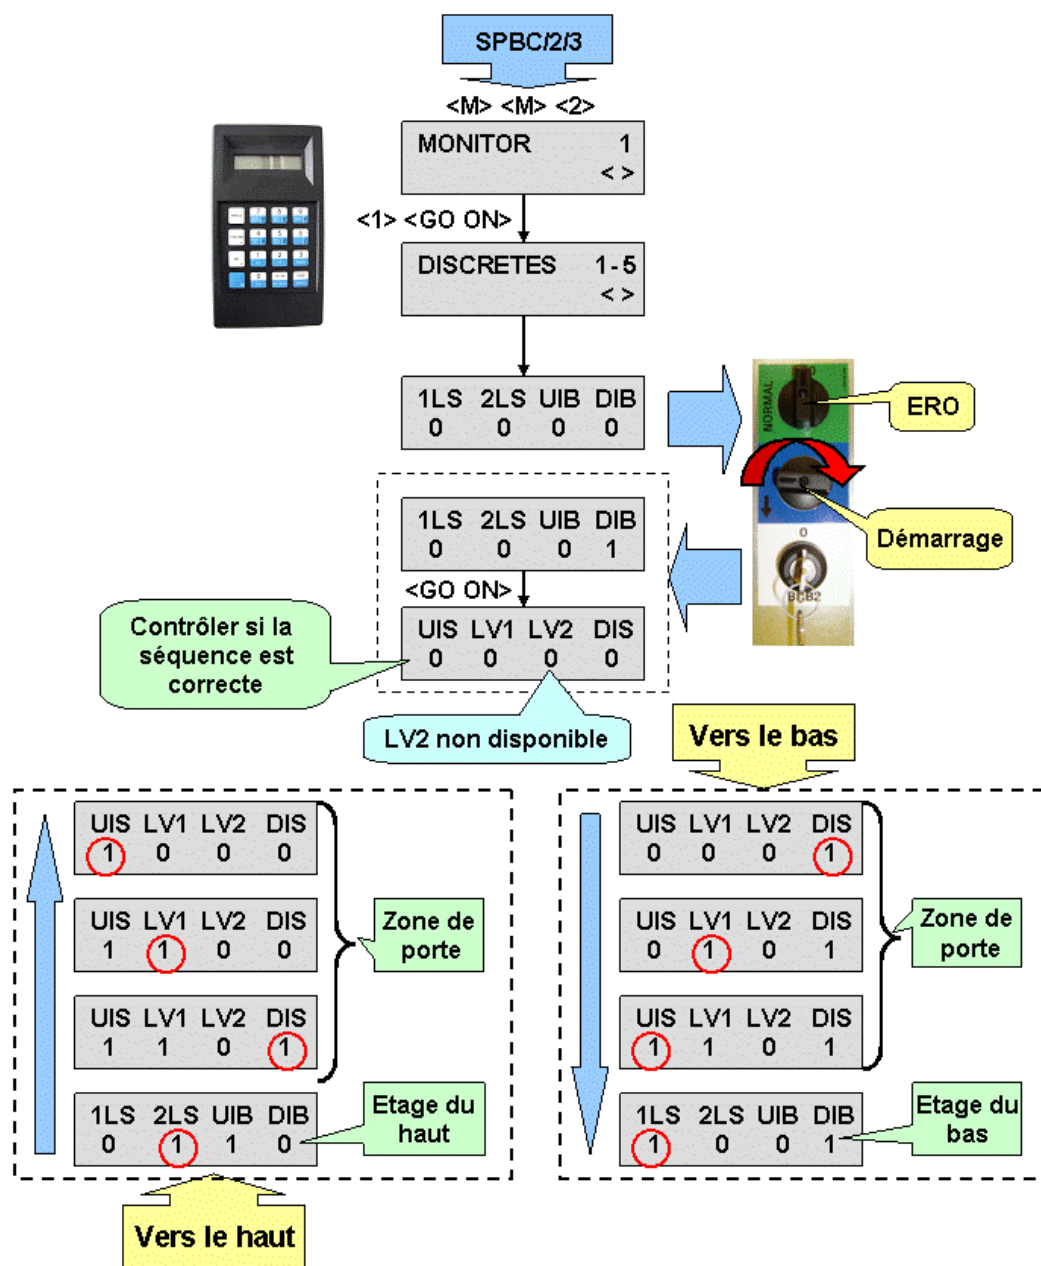 SPBC/2/3
<M> <M> <2>
MONITOR 1
< >
<1> <GO ON>
DISCRETES 1-5
< >
1LS 2LS UIB DIB
0 0 0 0
NORMAL
ERO
Démarrage
0
BCB2
1LS 2LS UIB DIB
0 0 0 1
<GO ON>
UIS LV1 LV2 DIS
0 0 0 0
Contrôler si la
séquence est
correcte
LV2 non disponible
Vers le bas
UIS LV1 LV2 DIS
1 0 0 0
UIS LV1 LV2 DIS
1 1 0 0
UIS LV1 LV2 DIS
1 1 0 1
Zone de
porte
1LS 2LS UIB DIB
0 1 1 0
Etage du
haut
Vers le haut
UIS LV1 LV2 DIS
0 0 0 1
UIS LV1 LV2 DIS
0 1 0 1
UIS LV1 LV2 DIS
1 1 0 1
Zone de
porte
1LS 2LS UIB DIB
1 0 0 1
Etage du
bas